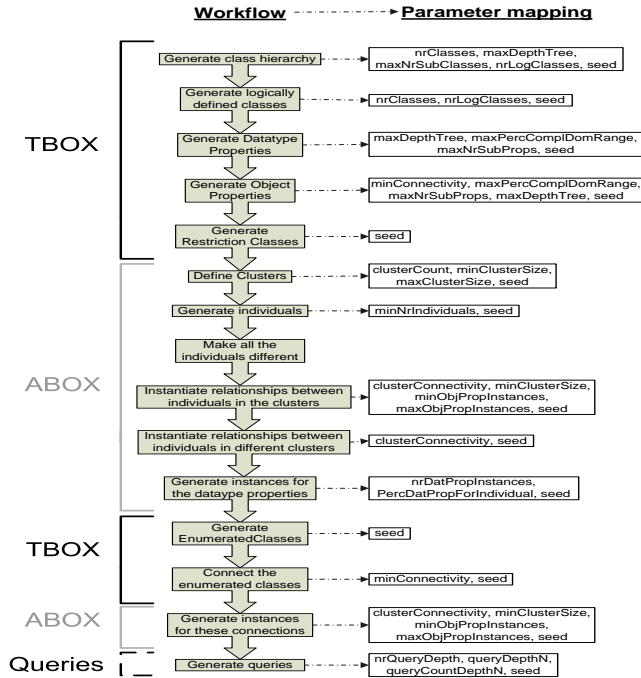 Workflow
Parameter mapping
TBOX
Generate class hierarchy
nrClasses, maxDepthTree,
maxNrSubClasses, nrLogClasses, seed
Generate logically
defined classes
nrClasses, nrLogClasses, seed
Generate Datatype
Properties
maxDepthTree, maxPercComplDomRange,
maxNrSubProps, seed
Generate Object
Properties
minConnectivity, maxPercComplDomRange,
maxNrSubProps, maxDepthTree, seed
Generate
Restriction Classes
seed
ABOX
Define Clusters
clusterCount, minClusterSize,
maxClusterSize, seed
Generate individuals
minNrIndividuals, seed
Make all the
individuals different
Instantiate relationships between
individuals in the clusters
clusterConnectivity, minClusterSize,
minObjPropInstances,
maxObjPropInstances, seed
Instantiate relationships between
individuals in different clusters
clusterConnectivity, seed
Generate instances for
the dataype properties
nrDatPropInstances,
PercDatPropForIndividual, seed
TBOX
Generate
EnumeratedClasses
seed
Connect the
enumerated classes
minConnectivity, seed
ABOX
Generate instances
for these connections
clusterConnectivity, minClusterSize,
minObjPropInstances,
maxObjPropInstances, seed
Queries
Generate queries
nrQueryDepth, queryDepthN,
queryCountDepthN, seed